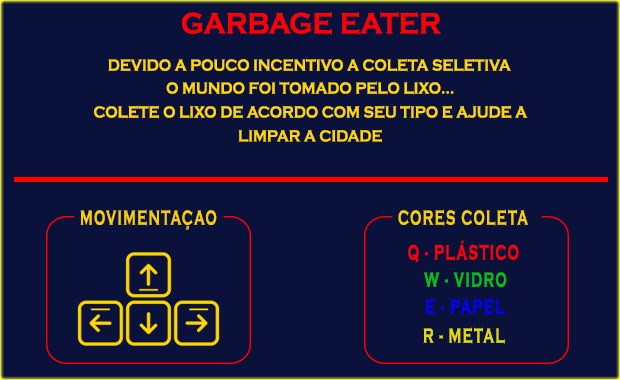 GARBAGE EATER
DEVIDO A POUCO INCENTIVO A COLETA SELETIVA
O MUNDO FOI TOMADO PELO LIXO...
COLETE O LIXO DE ACORDO COM SEU TIPO E AJUDE A
LIMPAR A CIDADE
MOVIMENTAÇAO
CORES COLETA
Q - PLÁSTICO
W - VIDRO
E - PAPEL
R - METAL